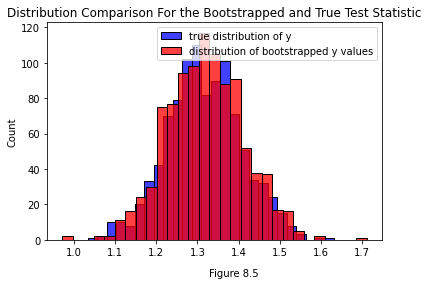 Distribution Comparison For the Bootstrapped and True Test Statistic
Count
120
100
80
60
40
20
0
true distribution of y
distribution of bootstrapped y values
1.0 1.1 1.2 1.3 1.4 1.5 1.6 1.7
Figure 8.5